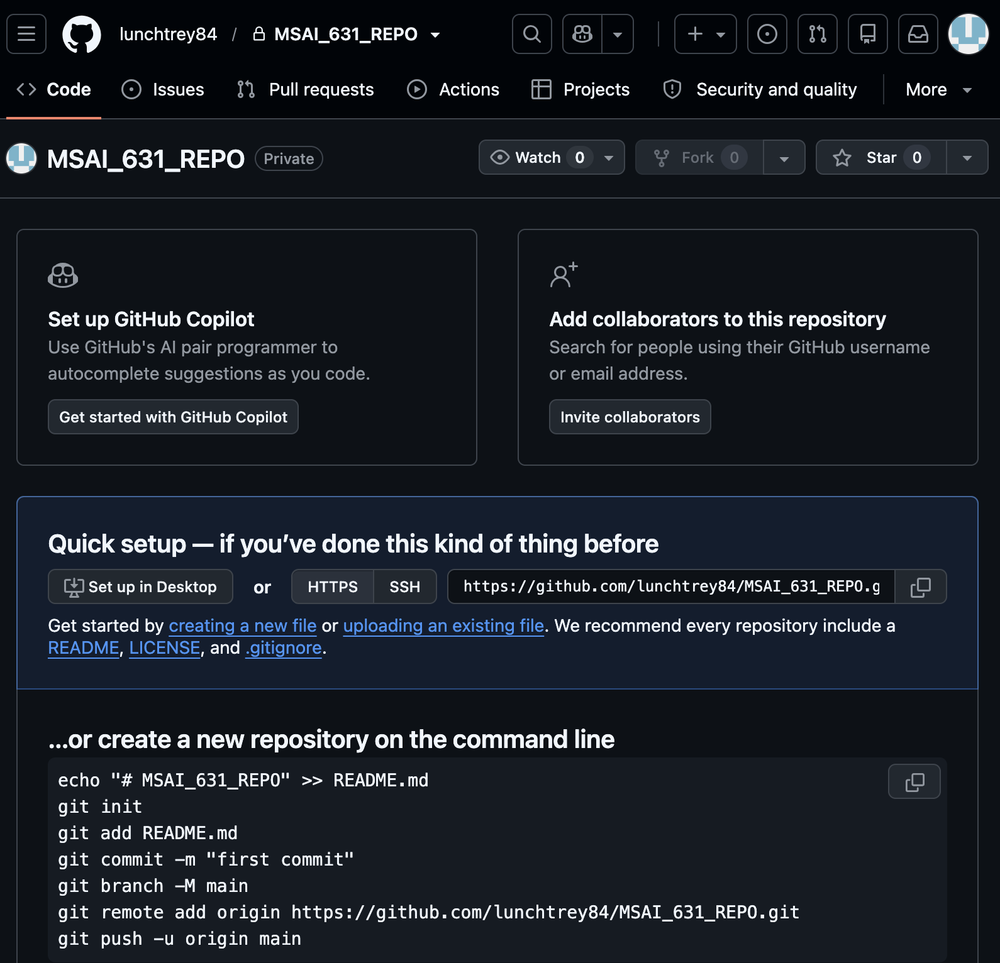 lunchtrey84 / MSAI_631_REPO
Code Issues Pull requests Actions Projects Security and quality More
MSAI_631_REPO Private Watch 0 Fork 0 Star 0
Set up GitHub Copilot
Use GitHub's AI pair programmer to
autocomplete suggestions as you code.
Get started with GitHub Copilot
Add collaborators to this repository
Search for people using their GitHub username
or email address.
Invite collaborators
Quick setup — if you’ve done this kind of thing before
Set up in Desktop or HTTPS SSH https://github.com/lunchtrey84/MSAI_631_REPO.g
Get started by creating a new file or uploading an existing file. We recommend every repository include a
README, LICENSE, and .gitignore.
…or create a new repository on the command line
echo "# MSAI_631_REPO" >> README.md
git init
git add README.md
git commit -m "first commit"
git branch -M main
git remote add origin https://github.com/lunchtrey84/MSAI_631_REPO.git
git push -u origin main